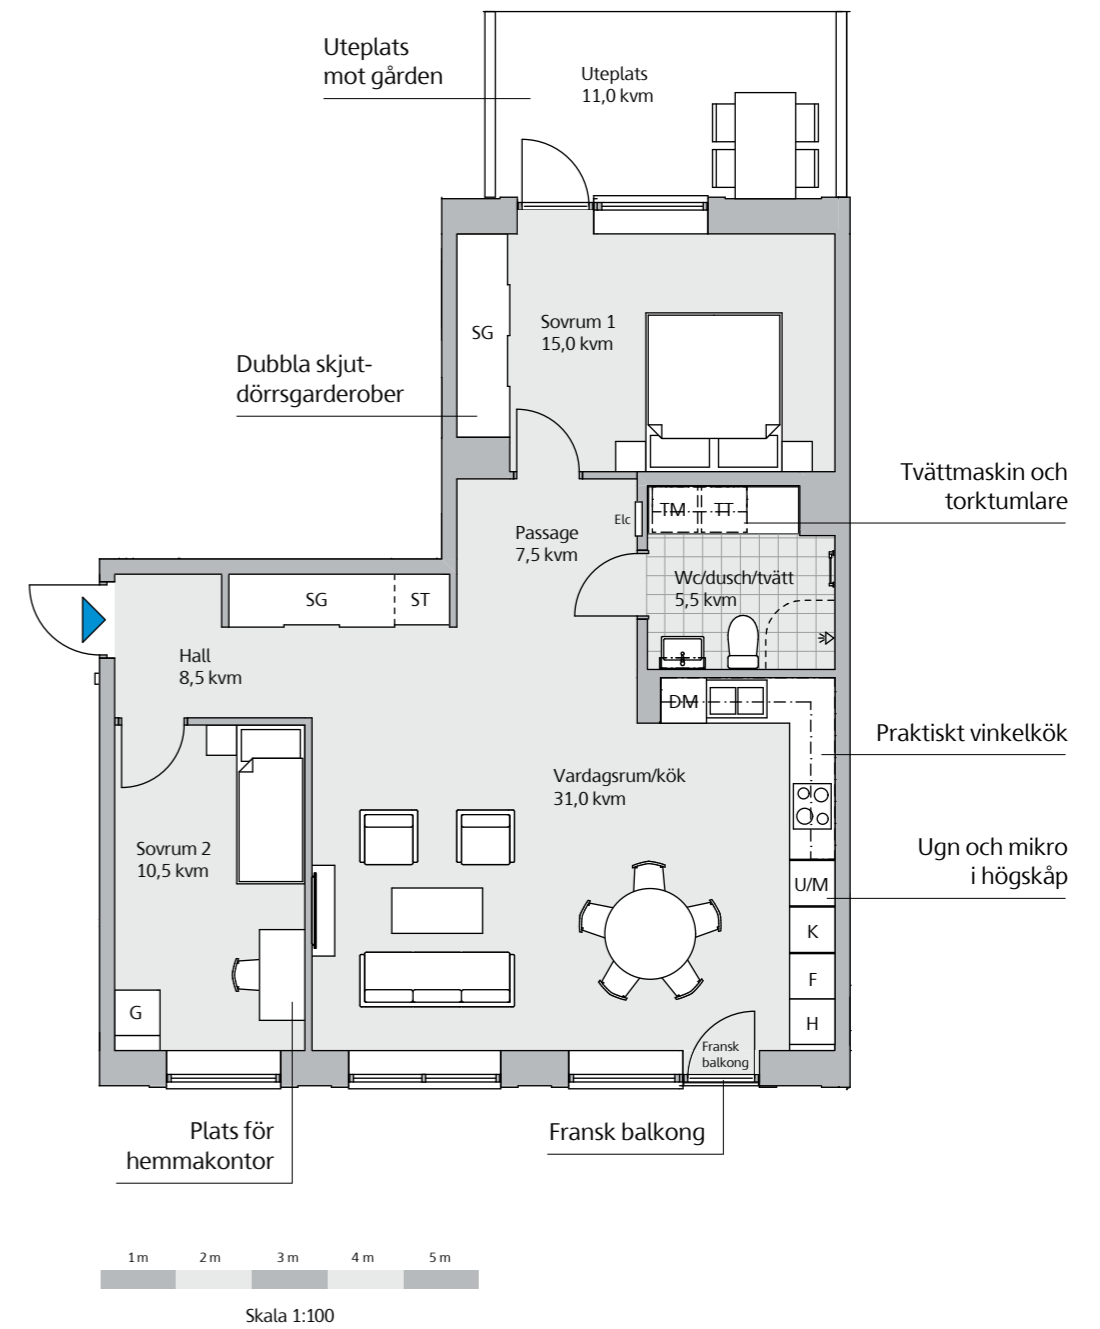 Uteplats
mot gården
Uteplats
11,0 kvm
SG
Sovrum 1
15,0 kvm
Dubbla skjut-
dörrsgarderober
Tvättmaskin och
torktumlare
TM
TT
Elc
Passage
7,5 kvm
Wc/dusch/tvätt
5,5 kvm
SG
ST
Hall
8,5 kvm
DM
Praktiskt vinkelkök
Vardagsrum/kök
31,0 kvm
Sovrum 2
10,5 kvm
Ugn och mikro
i högskåp
U/M
K
F
H
G
Fransk
balkong
Plats för
hemmakontor
Fransk balkong
1 m
2 m
3 m
4 m
5 m
Skala 1:100